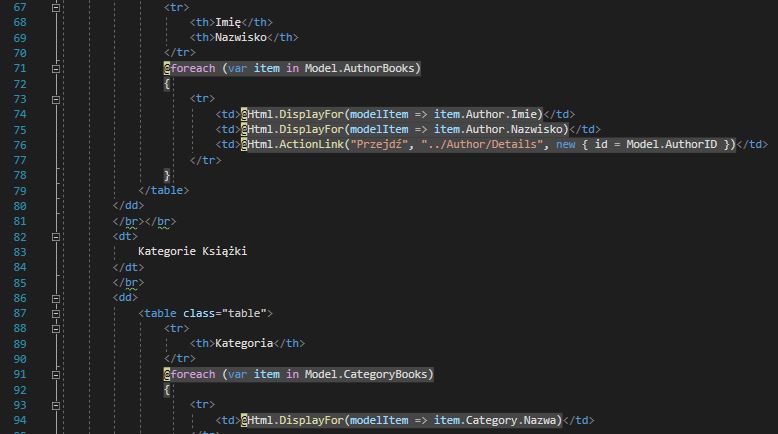 67 <tr>
68 <th>Imię</th>
69 <th>Nazwisko</th>
70 </tr>
71 @foreach (var item in Model.AuthorBooks)
72 {
73 <tr>
74 <td>@Html.DisplayFor(modelItem => item.Author.Imie)</td>
75 <td>@Html.DisplayFor(modelItem => item.Author.Nazwisko)</td>
76 <td>@Html.ActionLink("Przejdź", "../Author/Details", new { id = Model.AuthorID })</td>
77 </tr>
78 }
79 </table>
80 </dd>
81 </br></br>
82 <dt>
83 Kategorie Książki
84 </dt>
85 </br>
86 <dd>
87 <table class="table">
88 <tr>
89 <th>Kategoria</th>
90 </tr>
91 @foreach (var item in Model.CategoryBooks)
92 {
93 <tr>
94 <td>@Html.DisplayFor(modelItem => item.Category.Nazwa)</td>